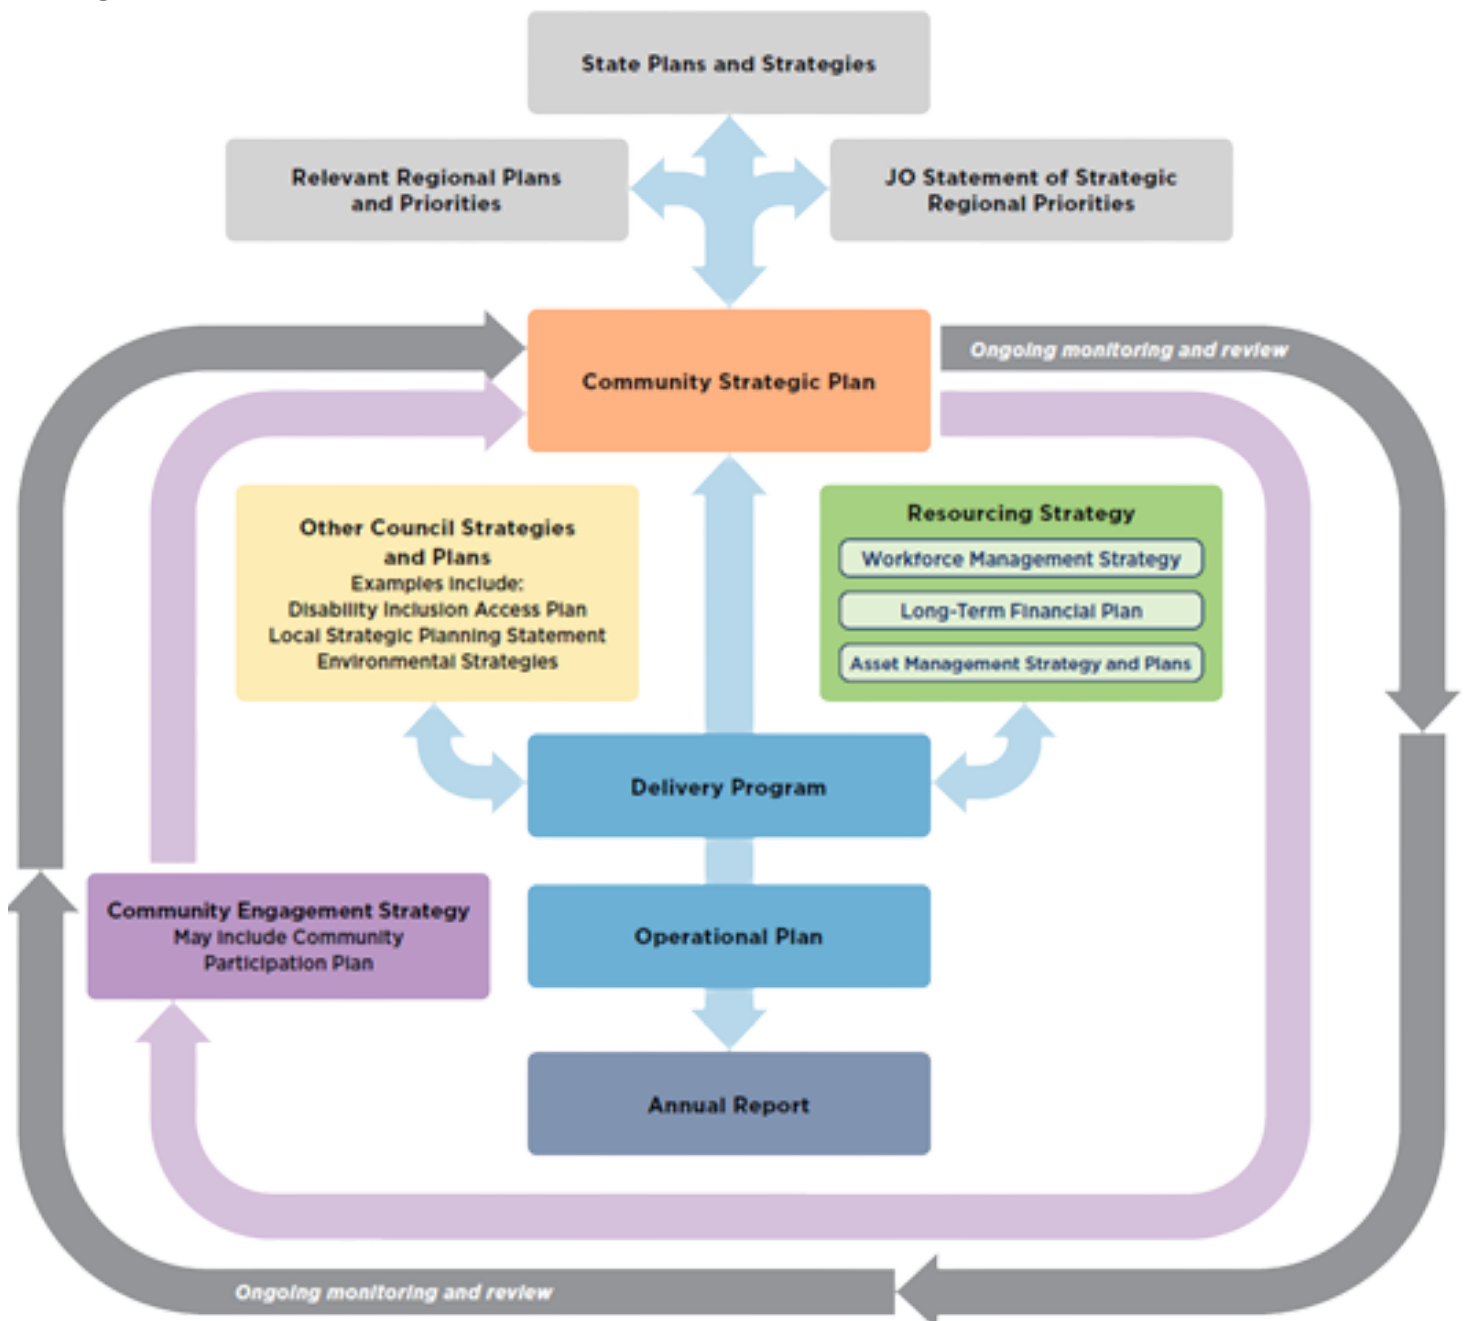 State Plans and Strategies
Relevant Regional Plans
and Priorities
JO Statement of Strategic
Regional Priorities
Community Strategic Plan
Ongoing monitoring and review
Other Council Strategies
and Plans
Examples include:
Disability Inclusion Access Plan
Local Strategic Planning Statement
Environmental Strategies
Resourcing Strategy
Workforce Management Strategy
Long-Term Financial Plan
Asset Management Strategy and Plans
Delivery Program
Community Engagement Strategy
May include Community
Participation Plan
Operational Plan
Annual Report
Ongoing monitoring and review